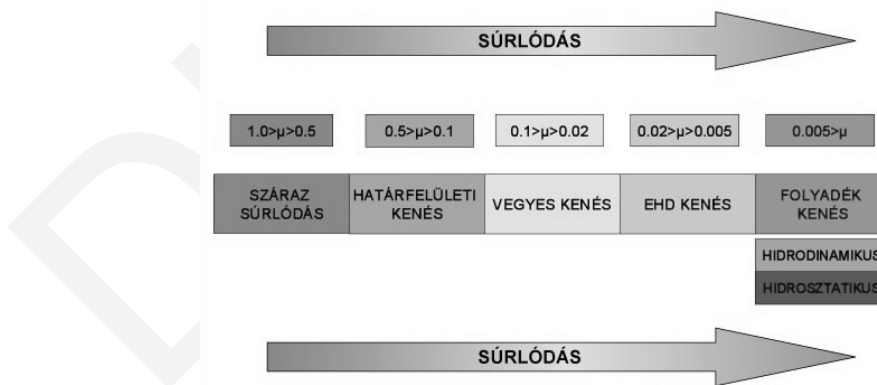 SÚRLÓDÁS
1.0>μ>0.5 0.5>μ>0.1 0.1>μ>0.02 0.02>μ>0.005 0.005>μ
SZÁRAZ SÚRLÓDÁS
HATÁRFELÜLETI KENÉS
VEGYES KENÉS
EHD KENÉS
FOLYADÉK KENÉS
HIDRODINAMIKUS
HIDROSZTATIKUS
SÚRLÓDÁS